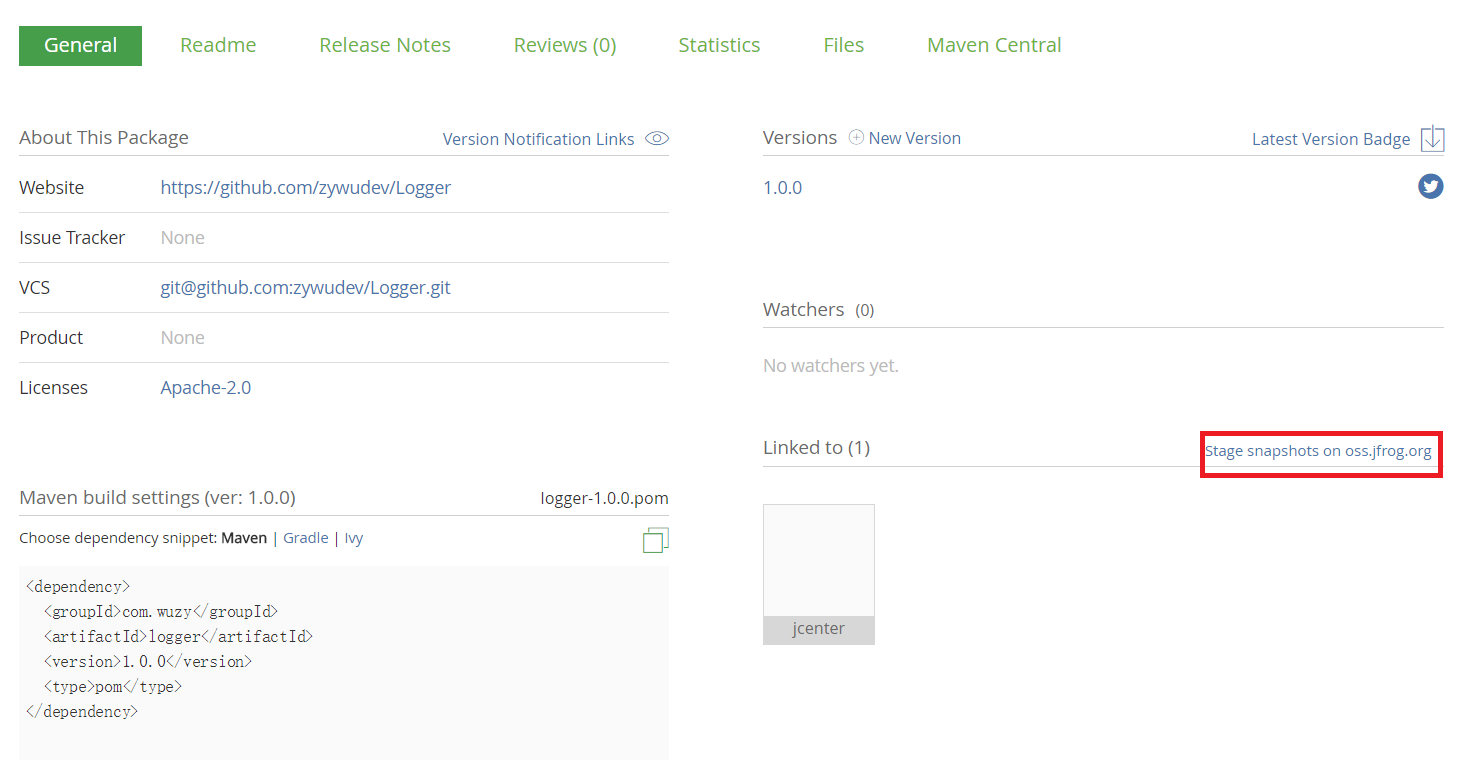 General Readme Release Notes Reviews (0) Statistics Files Maven Central
About This Package Version Notification Links
Website https://github.com/zywudev/Logger
Issue Tracker None
VCS git@github.com:zywudev/Logger.git
Product None
Licenses Apache-2.0
Maven build settings (ver: 1.0.0) logger-1.0.0.pom
Choose dependency snippet: Maven | Gradle | Ivy
<dependency>
  <groupId>com.wuzy</groupId>
  <artifactId>logger</artifactId>
  <version>1.0.0</version>
  <type>pom</type>
</dependency>
Versions New Version Latest Version Badge
1.0.0
Watchers (0)
No watchers yet.
Linked to (1) Stage snapshots on oss.jfrog.org
jcenter